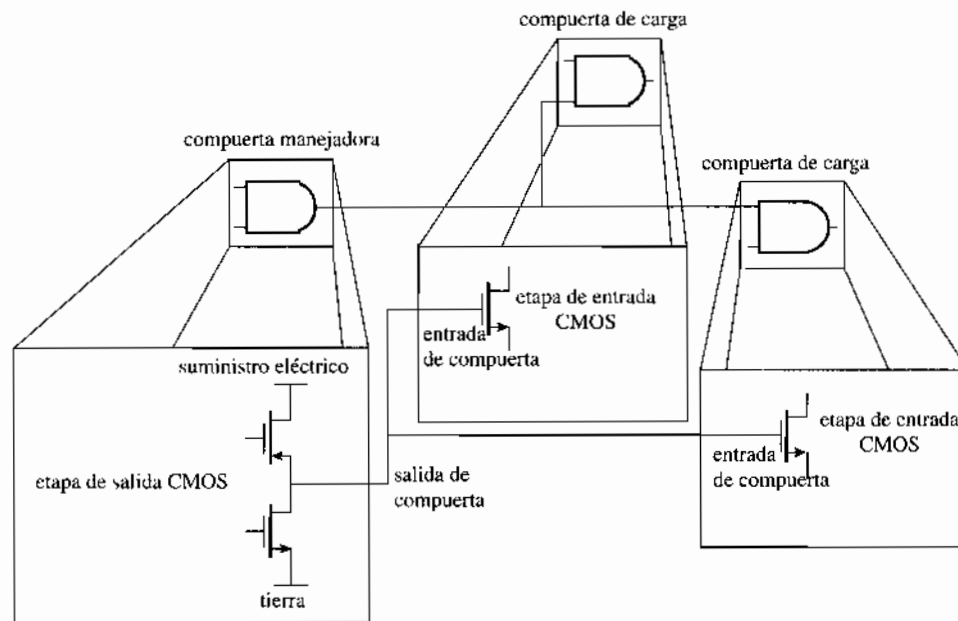 compuerta de carga
compuerta manejadora
compuerta de carga
etapa de entrada
CMOS
entrada
de compuerta
suministro eléctrico
etapa de salida CMOS
salida de
compuerta
tierra
etapa de entrada
CMOS
entrada
de compuerta